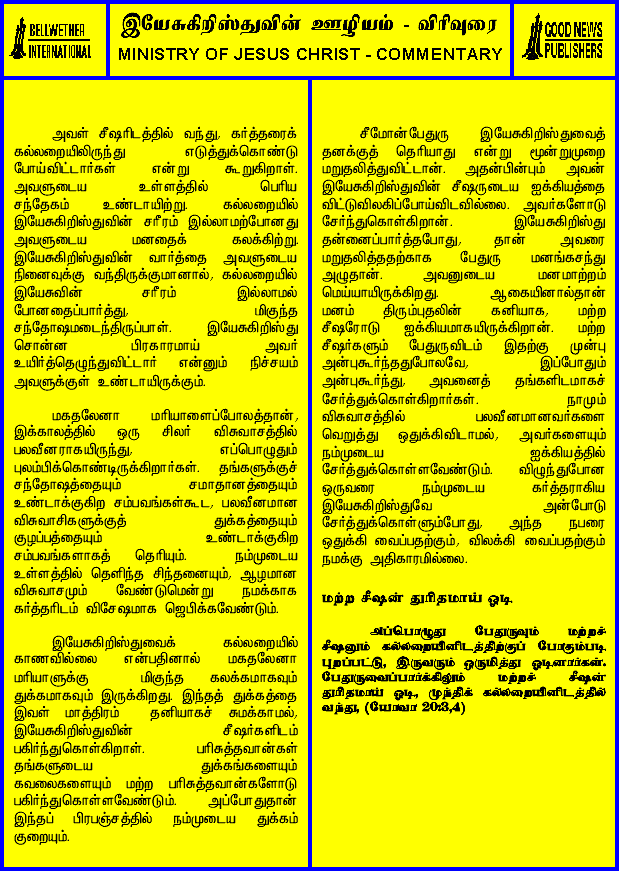 BELLWETHER
INTERNATIONAL
இயேசுகிறிஸ்துவின் ஊழியம் - விரிவுரை
MINISTRY OF JESUS CHRIST - COMMENTARY
GOOD NEWS
PUBLISHERS
அவள் சீஷரிடத்தில் வந்து, கர்த்தரைக்
கல்லறையிலிருந்து எடுத்துக்கொண்டு
போய்விட்டார்கள் என்று கூறுகிறாள்.
அவளுடைய உள்ளத்தில் பெரிய
சந்தேகம் உண்டாயிற்று. கல்லறையில்
இயேசுகிறிஸ்துவின் சரீரம் இல்லாமற்போனது
அவளுடைய மனதைக் கலக்கிற்று.
இயேசுகிறிஸ்துவின் வார்த்தை அவளுடைய
நினைவுக்கு வந்திருக்குமானால், கல்லறையில்
இயேசுவின் சரீரம் இல்லாமல்
போனதைப்பார்த்து, மிகுந்த
சந்தோஷமடைந்திருப்பாள். இயேசுகிறிஸ்து
சொன்ன பிரகாரமாய் அவர்
உயிர்த்தெழுந்துவிட்டார் என்னும் நிச்சயம்
அவளுக்குள் உண்டாயிருக்கும்.
மகதலேனா மரியாளைப்போலத்தான்,
இக்காலத்தில் ஒரு சிலர் விசுவாசத்தில்
பலவீனராகயிருந்து, எப்பொழுதும்
புலம்பிக்கொண்டிருக்கிறார்கள். தங்களுக்குச்
சந்தோஷத்தையும் சமாதானத்தையும்
உண்டாக்குகிற சம்பவங்கள்கூட, பலவீனமான
விசுவாசிகளுக்குத் துக்கத்தையும்
குழப்பத்தையும் உண்டாக்குகிற
சம்பவங்களாகத் தெரியும். நம்முடைய
உள்ளத்தில் தெளிந்த சிந்தனையும், ஆழமான
விசுவாசமும் வேண்டுமென்று நமக்காக
கர்த்தரிடம் விசேஷமாக ஜெபிக்கவேண்டும்.
இயேசுகிறிஸ்துவைக் கல்லறையில்
காணவில்லை என்பதினால் மகதலேனா
மரியாளுக்கு மிகுந்த கலக்கமாகவும்
துக்கமாகவும் இருக்கிறது. இந்தத் துக்கத்தை
இவள் மாத்திரம் தனியாகச் சுமக்காமல்,
இயேசுகிறிஸ்துவின் சீஷர்களிடம்
பகிர்ந்துகொள்கிறாள். பரிசுத்தவான்கள்
தங்களுடைய துக்கங்களையும்
கவலைகளையும் மற்ற பரிசுத்தவான்களோடு
பகிர்ந்துகொள்ளவேண்டும். அப்போதுதான்
இந்தப் பிரபஞ்சத்தில் நம்முடைய துக்கம்
குறையும்.
சீமோன்பேதுரு இயேசுகிறிஸ்துவைத்
தனக்குத் தெரியாது என்று மூன்றுமுறை
மறுதலித்துவிட்டான். அதன்பின்பும் அவன்
இயேசுகிறிஸ்துவின் சீஷருடைய ஐக்கியத்தை
விட்டுவிலகிப்போய்விடவில்லை. அவர்களோடு
சேர்ந்துகொள்கிறான். இயேசுகிறிஸ்து
தன்னைப்பார்த்தபோது, தான் அவரை
மறுதலித்ததற்காக பேதுரு மனங்கசந்து
அழுதான். அவனுடைய மனமாற்றம்
மெய்யாயிருக்கிறது. ஆகையினால்தான்
மனம் திரும்புதலின் கனியாக, மற்ற
சீஷரோடு ஐக்கியமாகயிருக்கிறான். மற்ற
சீஷர்களும் பேதுருவிடம் இதற்கு முன்பு
அன்புகூர்ந்ததுபோலவே, இப்போதும்
அன்புகூர்ந்து, அவனைத் தங்களிடமாகச்
சேர்த்துக்கொள்கிறார்கள். நாமும்
விசுவாசத்தில் பலவீனமானவர்களை
வெறுத்து ஒதுக்கிவிடாமல், அவர்களையும்
நம்முடைய ஐக்கியத்தில்
சேர்த்துக்கொள்ளவேண்டும். விழுந்துபோன
ஒருவரை நம்முடைய கர்த்தராகிய
இயேசுகிறிஸ்துவே அன்போடு
சேர்த்துக்கொள்ளும்போது, அந்த நபரை
ஒதுக்கி வைப்பதற்கும், விலக்கி வைப்பதற்கும்
நமக்கு அதிகாரமில்லை.
மற்ற சீஷன் துரிதமாய் ஓடி
அப்பொழுது பேதுருவும் மற்றச்
சீஷனும் கல்லறையினிடத்திற்குப் போகும்படி
புறப்பட்டு, இருவரும் ஒருமித்து ஓடினார்கள்.
பேதுருவைப்பார்க்கிலும் மற்றச் சீஷன்
துரிதமாய் ஓடி, முந்திக் கல்லறையினிடத்தில்
வந்து, (யோவா 20:3,4)